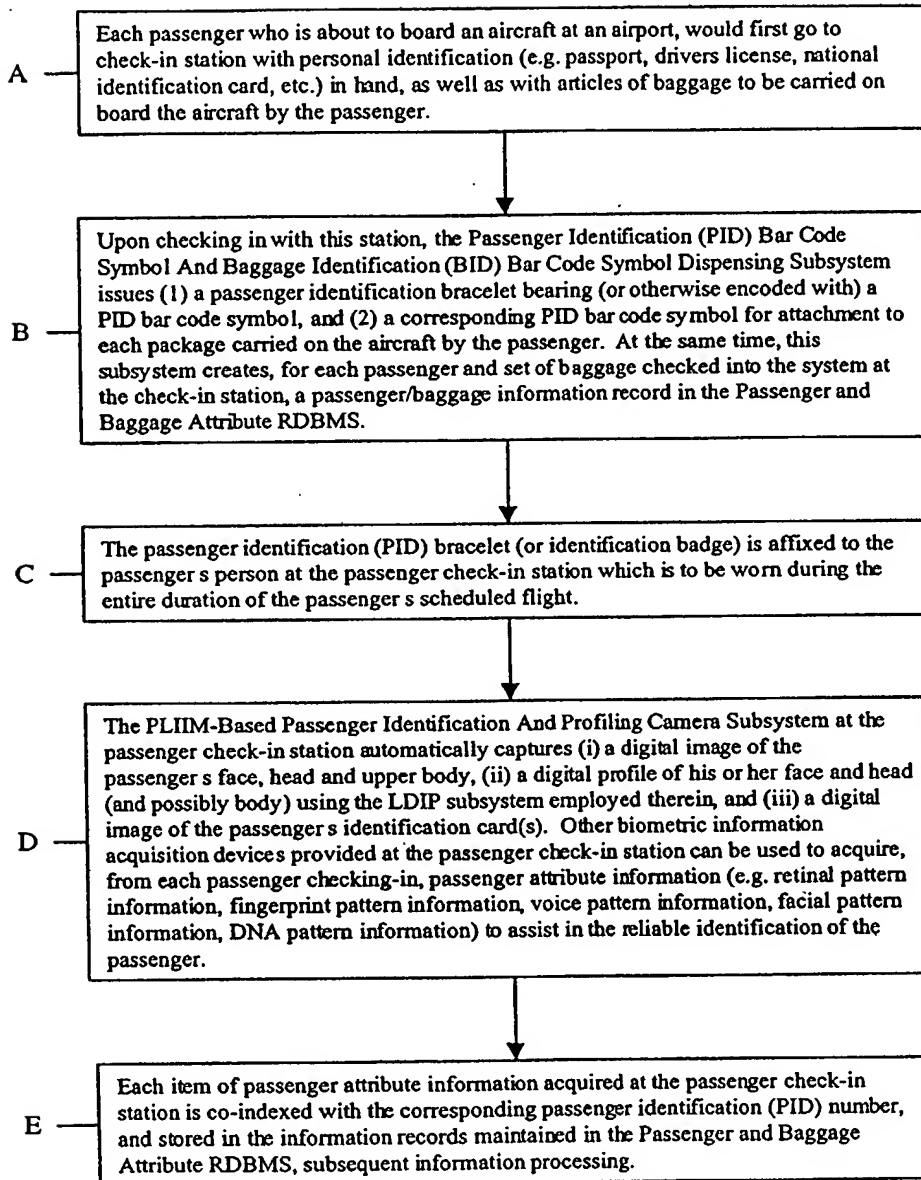 Each passenger who is about to board an aircraft at an airport, would first go to
check-in station with personal identification (e.g. passport, drivers license, national
A
identification card, etc.) in hand, as well as with articles of baggage to be carried on
board the aircraft by the passenger.
Upon checking in with this station, the Passenger Identification (PID) Bar Code
Symbol And Baggage Identification (BID) Bar Code Symbol Dispensing Subsystem
issues (1) a passenger identification bracelet bearing (or otherwise encoded with) a
PID bar code symbol, and (2) a corresponding PID bar code symbol for attachment to
B
each package carried on the aircraft by the passenger. At the same time, this
subsystem creates, for each passenger and set of baggage checked into the system at
the check-in station, a passenger/baggage information record in the Passenger and
Baggage Attribute RDBMS.
The passenger identification (PID) bracelet (or identification badge) is affixed to the
C
passenger s person at the passenger check-in station which is to be worn during the
entire duration of the passenger s scheduled flight.
The PLIIM-Based Passenger Identification And Profiling Camera Subsystem at the
passenger check-in station automatically captures (i) a digital image of the
passenger s face, head and upper body, (ii) a digital profile of his or her face and head
(and possibly body) using the LDIP subsystem employed therein, and (iii) a digital
image of the passenger s identification card(s). Other biometric information
D
acquisition devices provided at the passenger check-in station can be used to acquire,
from each passenger checking-in, passenger attribute information (e.g. retinal pattern
information, fingerprint pattern information, voice pattern information, facial pattern
information, DNA pattern information) to assist in the reliable identification of the
passenger.
Each item of passenger attribute information acquired at the passenger check-in
station is co-indexed with the corresponding passenger identification (PID) number,
E
and stored in the information records maintained in the Passenger and Baggage
Attribute RDBMS, subsequent information processing.